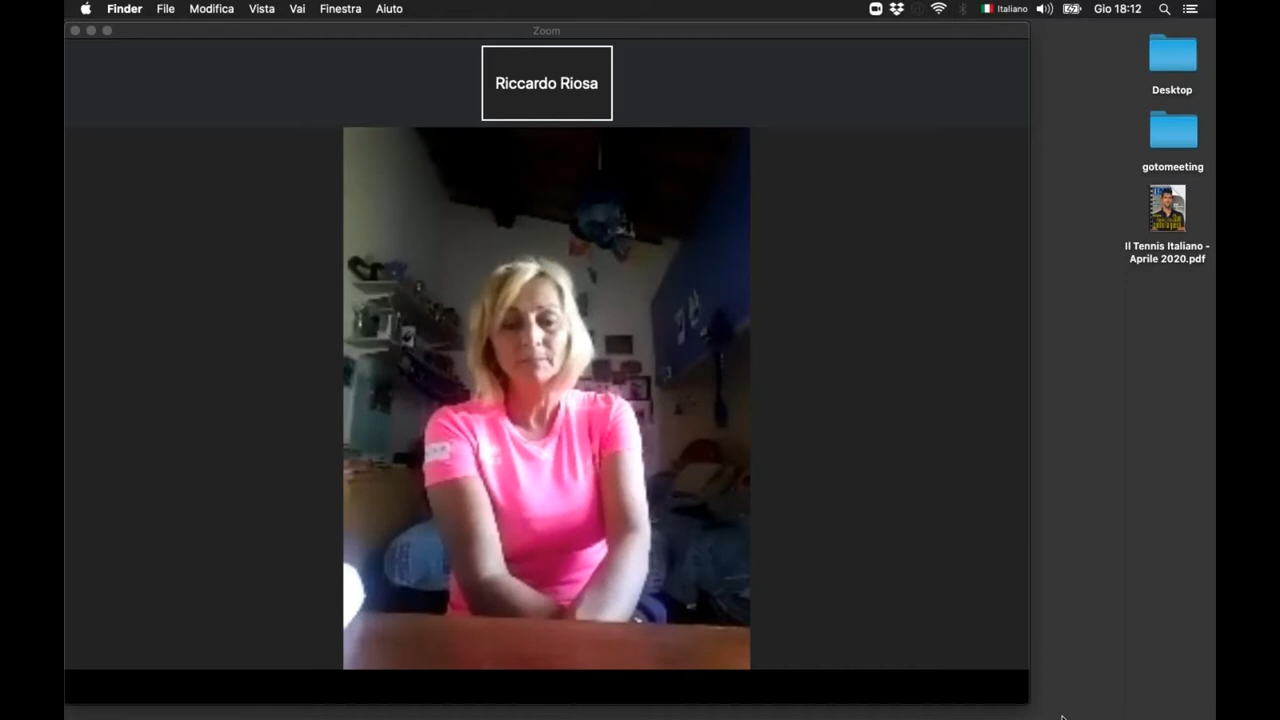 Finder File Modifica Vista Vai Finestra Aiuto Italiano Gio 18:12
Zoom
Riccardo Riosa
Desktop
gotomeeting
Il Tennis Italiano -
Aprile 2020.pdf